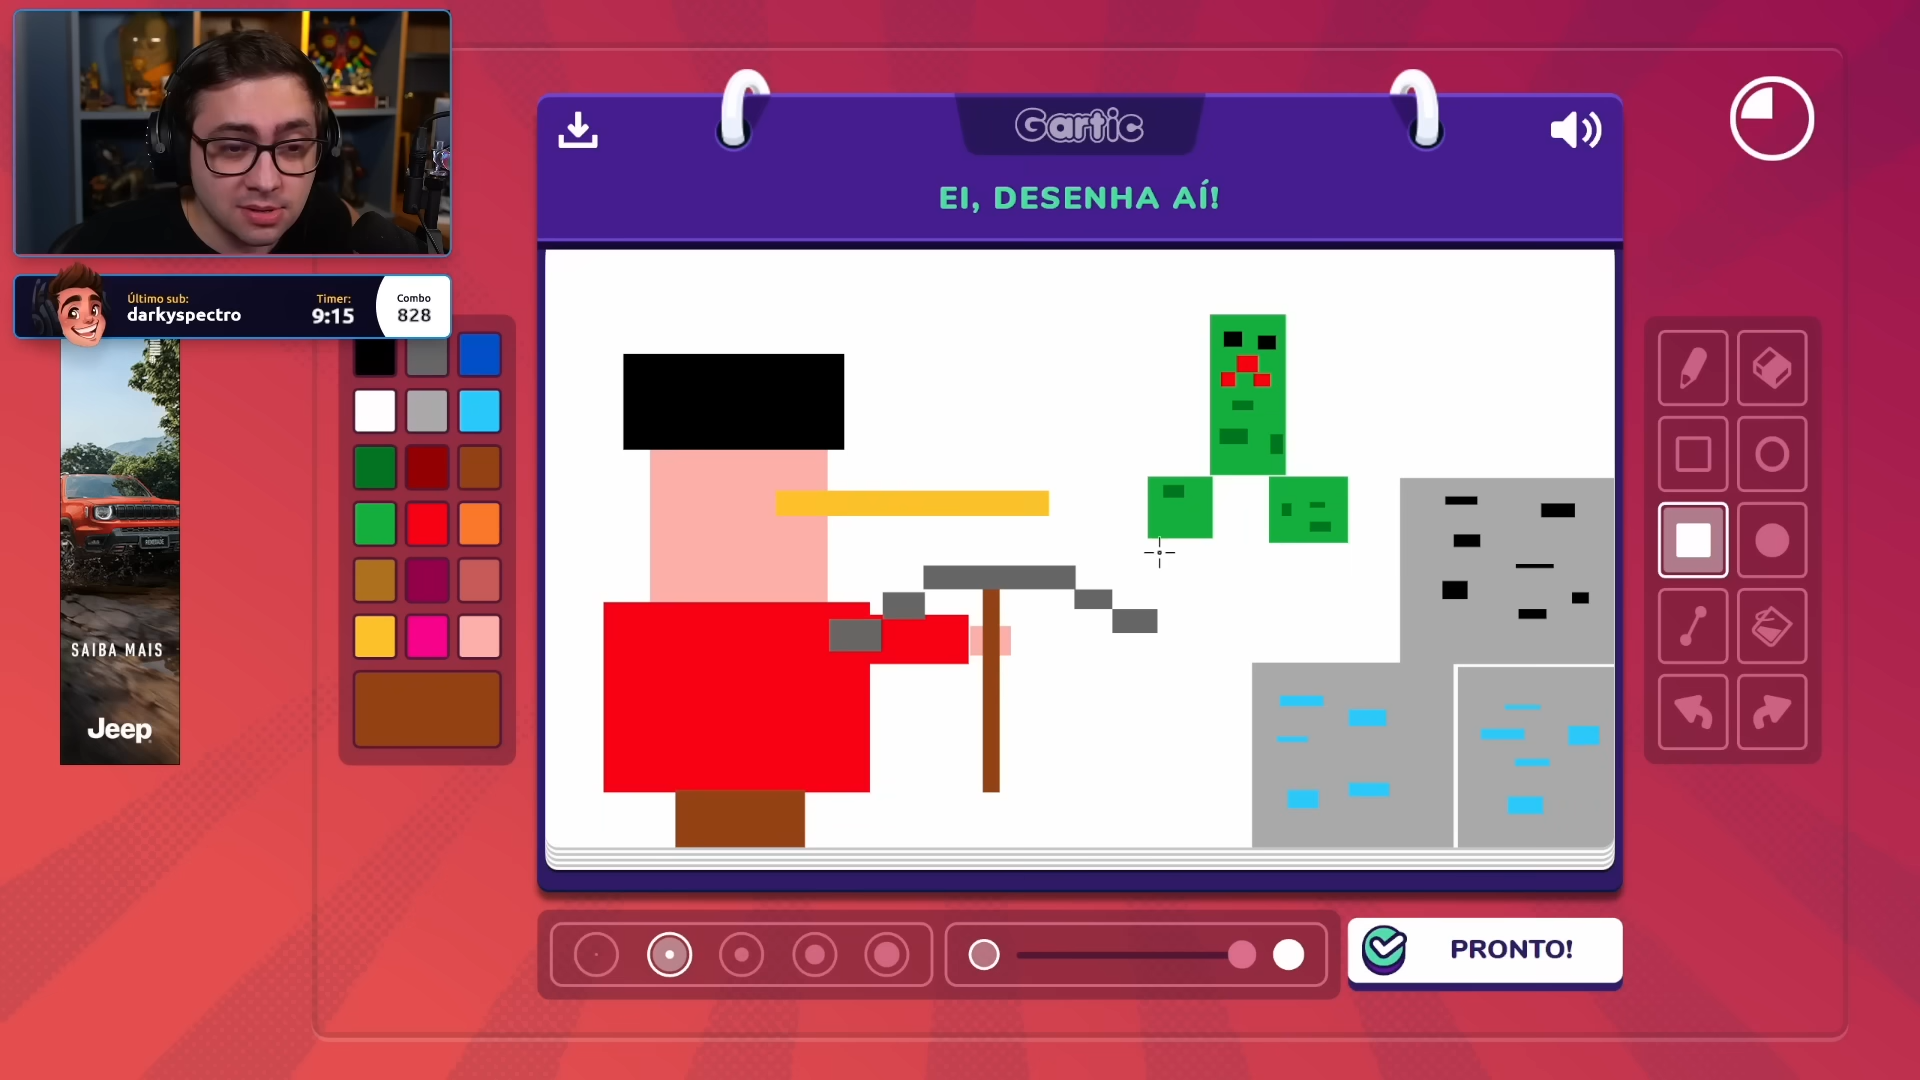 Gartic
EI, DESENHA AÍ!
Último sub:
darkyspectro
Timer:
9:15
Combo
828
SAIBA MAIS
Jeep
PRONTO!